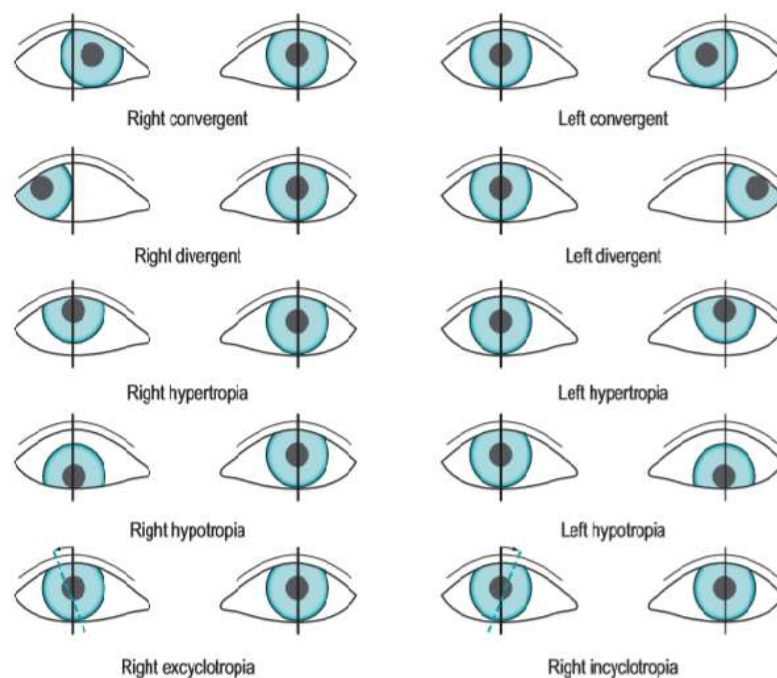 Right convergent
Left convergent
Right divergent
Left divergent
Right hypertropia
Left hypertropia
Right hypotropia
Left hypotropia
Right excyclotropia
Right incyclotropia